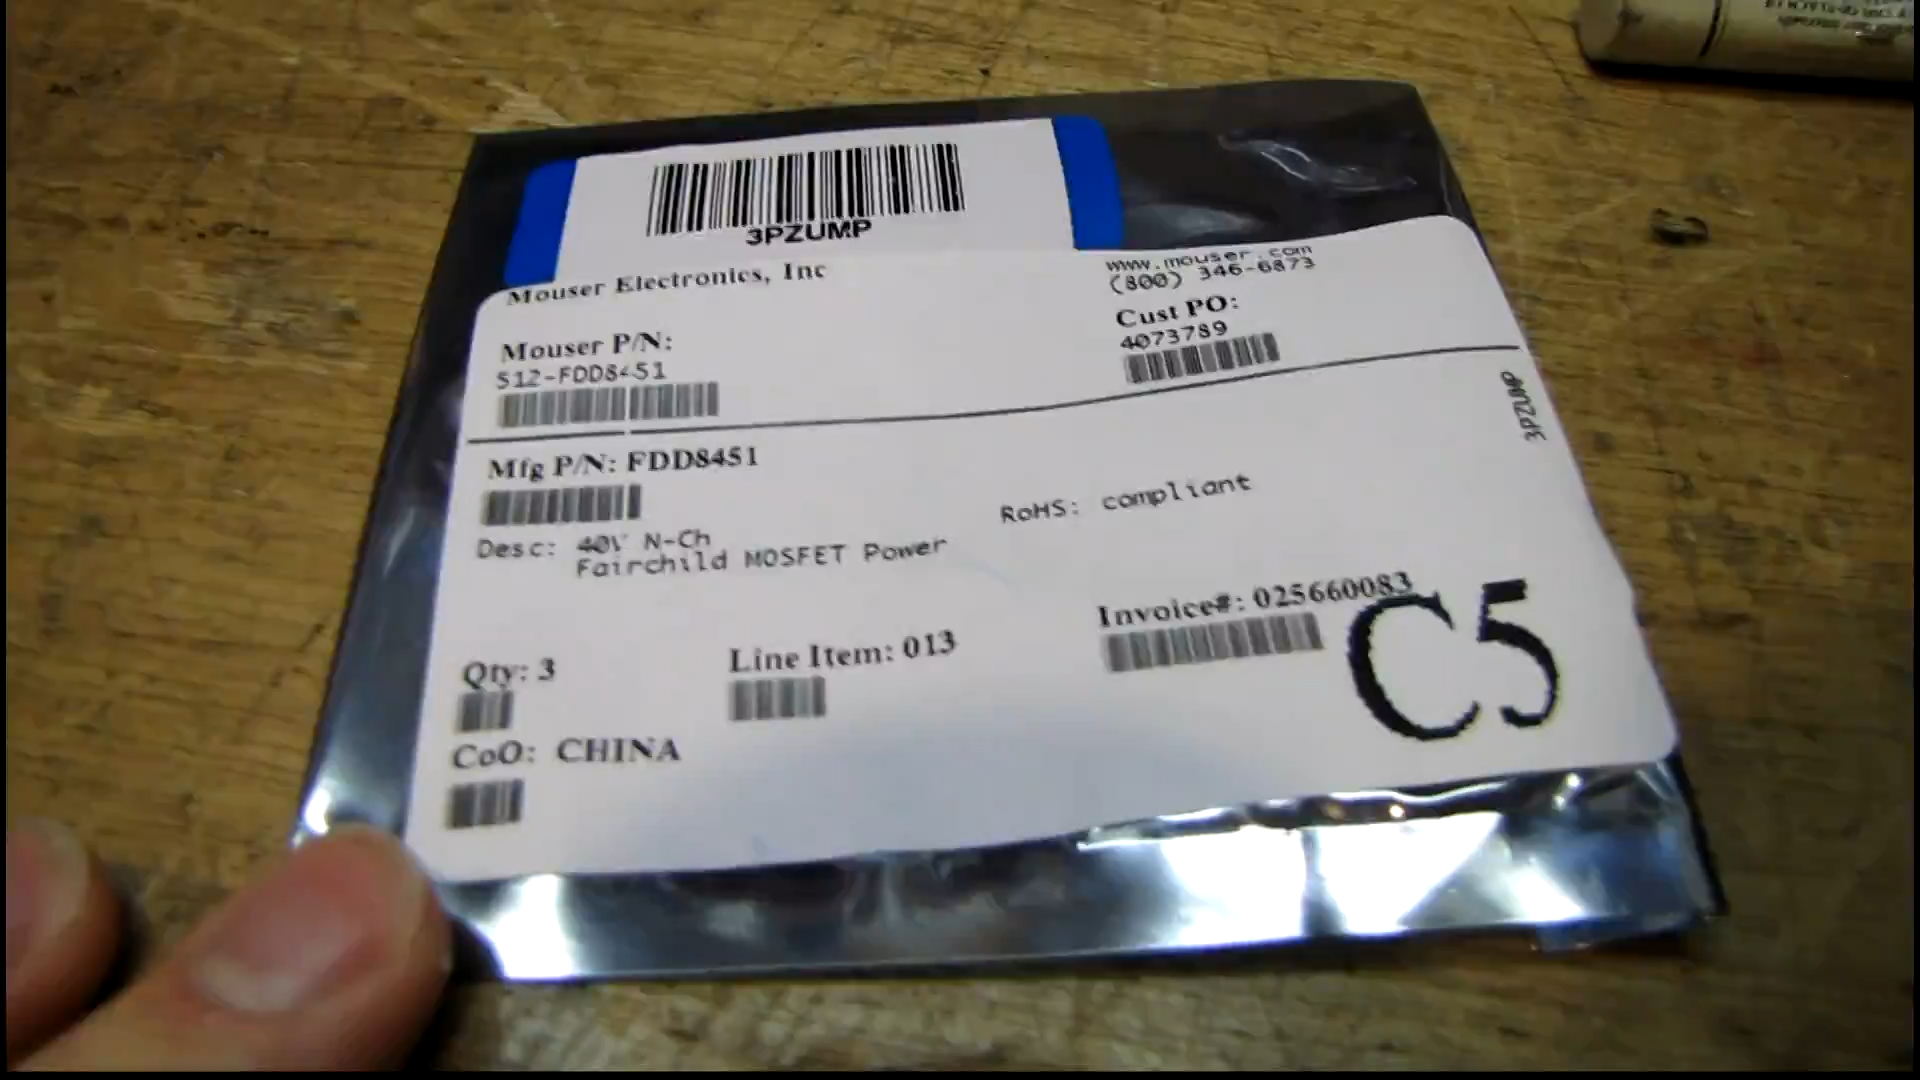 3PZUMP
Mouser Electronics, Inc
www.mouser.com
(800) 346-6873
Mouser P/N:
512-FDD8451
Cust PO:
4073789
3PZUMP
Mfg P/N: FDD8451
RoHS: compliant
Desc: 40V N-Ch
Fairchild MOSFET Power
Invoice#: 025660083
C5
Qty: 3
Line Item: 013
CoO: CHINA